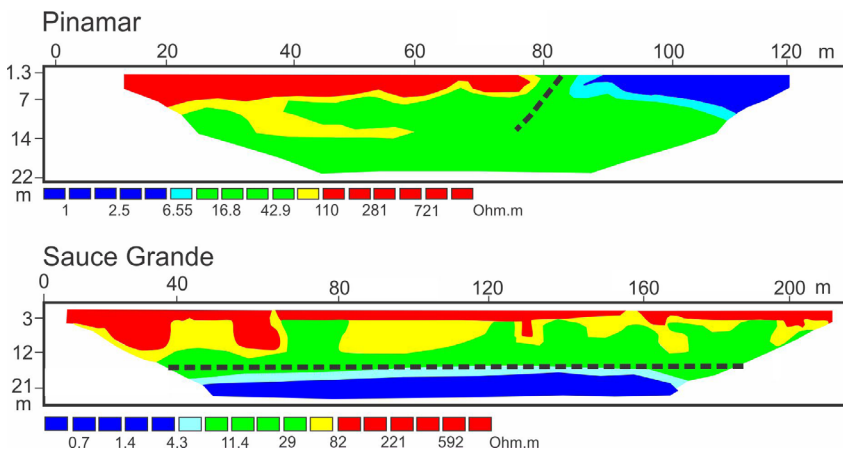 Pinamar
0 20 40 60 80 100 120 m
1.3
7
14
22
m
1 2.5 6.55 16.8 42.9 110 281 721 Ohm.m
Sauce Grande
0 40 80 120 160 200 m
3
12
21
m
0.7 1.4 4.3 11.4 29 82 221 592 Ohm.m